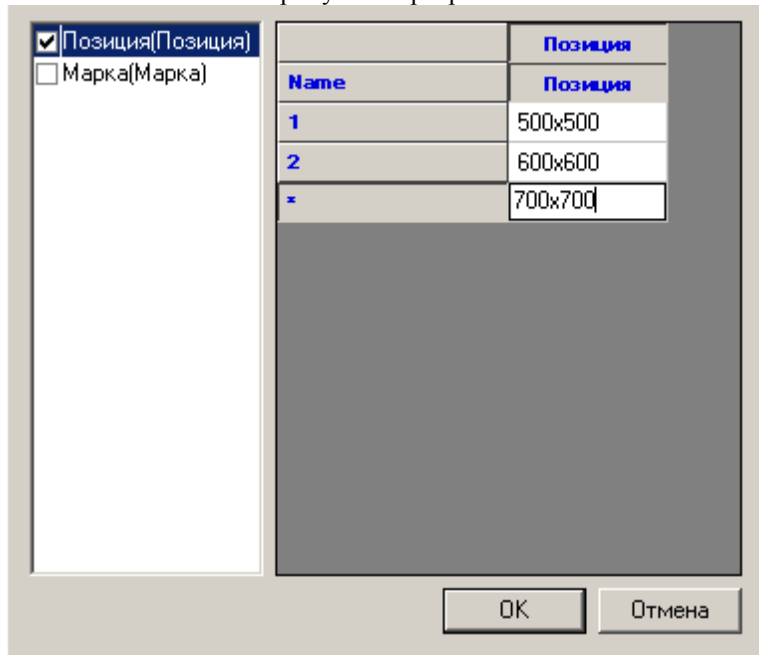 Позиция(Позиция)
Марка(Марка)
Позиция
Name Позиция
1 500x500
2 600x600
* 700x700
OK Отмена